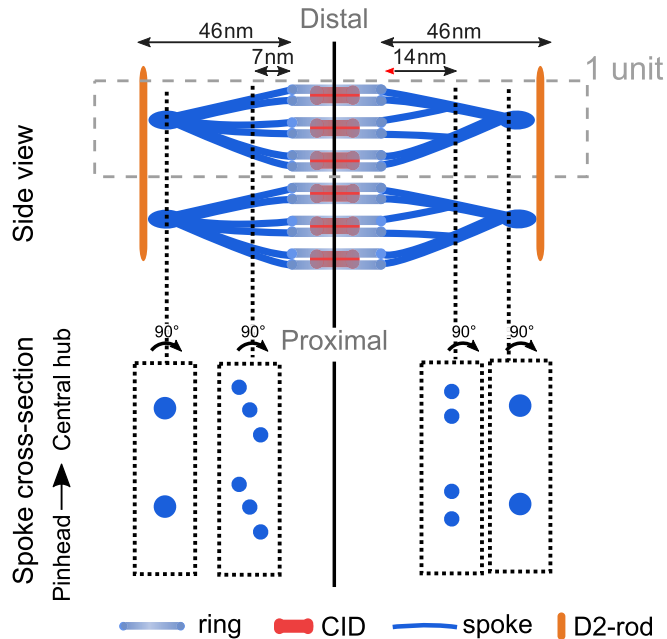 Distal
46nm
46nm
7nm
14nm
1 unit
Side view
90°
90°
Proximal
90°
90°
Spoke cross-section
Pinhead → Central hub
ring
CID
spoke
D2-rod